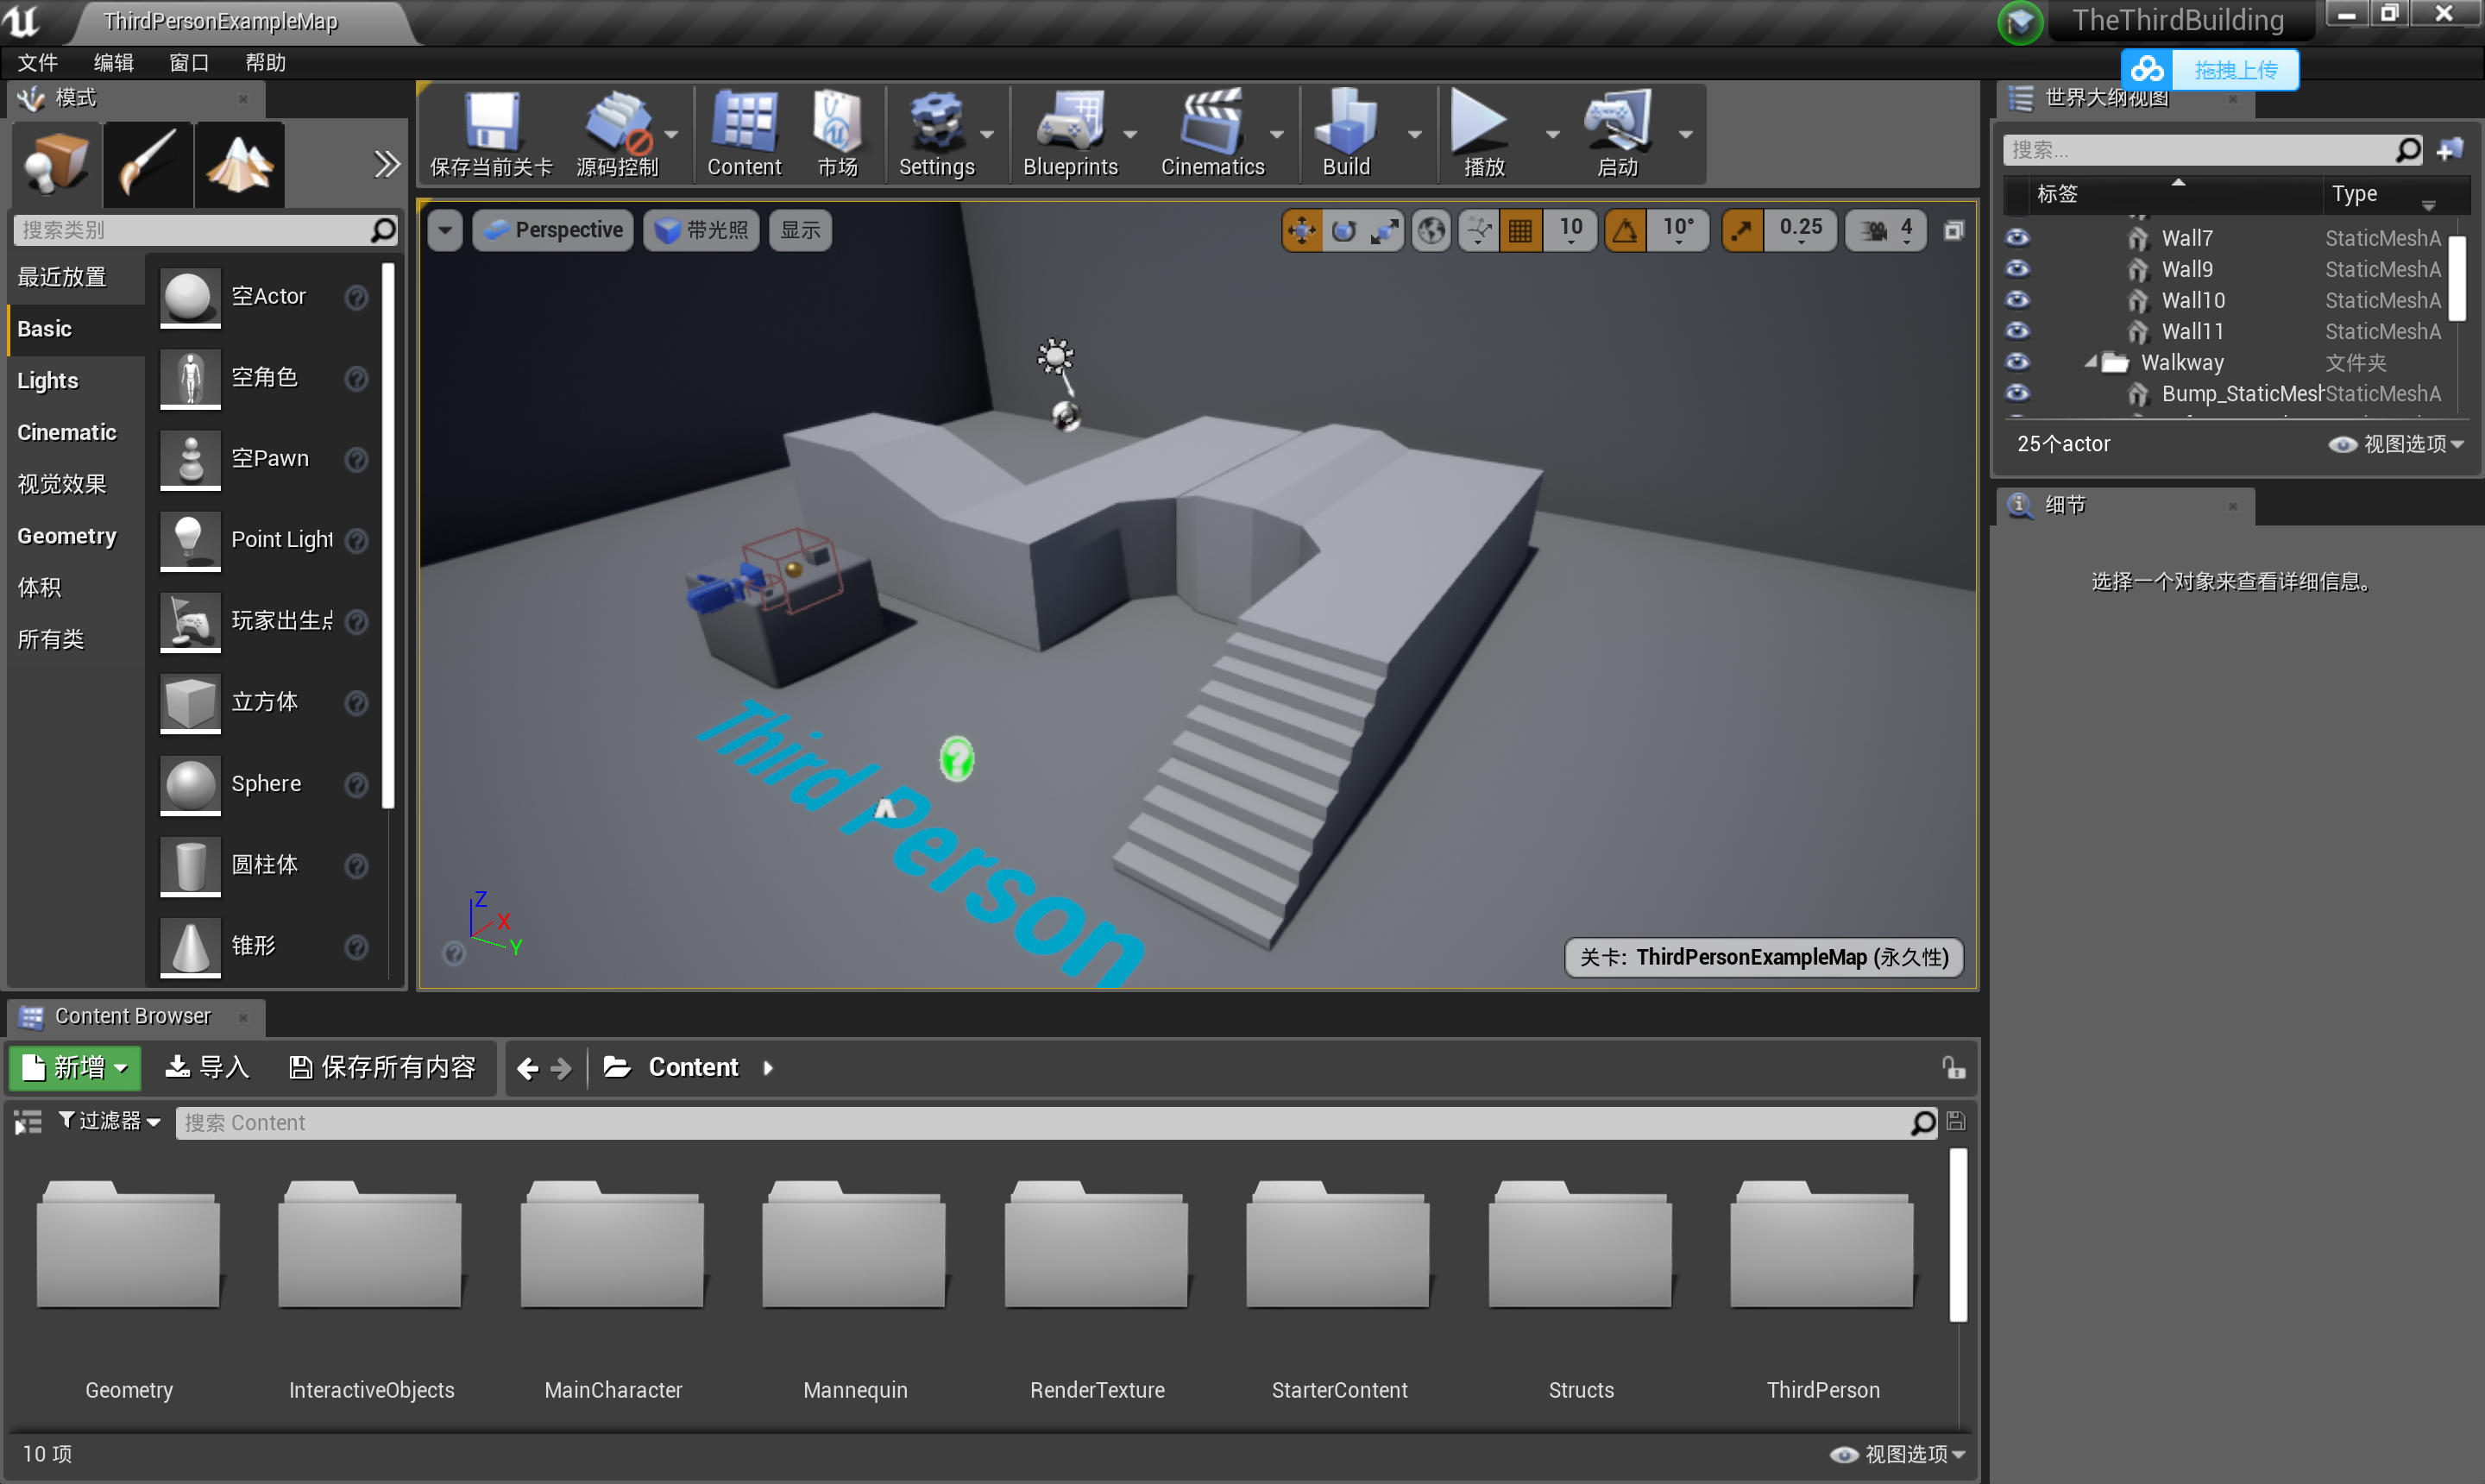 ThirdPersonExampleMap
TheThirdBuilding
文件 编辑 窗口 帮助
拖拽上传
模式
保存当前关卡 源码控制 Content 市场 Settings Blueprints Cinematics Build 播放 启动
搜索类别
最近放置
Basic
Lights
Cinematic
视觉效果
Geometry
体积
所有类
空Actor
空角色
空Pawn
Point Light
玩家出生点
立方体
Sphere
圆柱体
锥形
Perspective 带光照 显示
10 10° 0.25 4
Third Person
Z
X
Y
关卡: ThirdPersonExampleMap (永久性)
世界大纲视图
搜索...
标签 Type
Wall7 StaticMeshA
Wall9 StaticMeshA
Wall10 StaticMeshA
Wall11 StaticMeshA
Walkway 文件夹
Bump_StaticMesh StaticMeshA
25个actor 视图选项
细节
选择一个对象来查看详细信息。
Content Browser
新增 导入 保存所有内容 Content
过滤器 搜索 Content
Geometry InteractiveObjects MainCharacter Mannequin RenderTexture StarterContent Structs ThirdPerson
10 项 视图选项